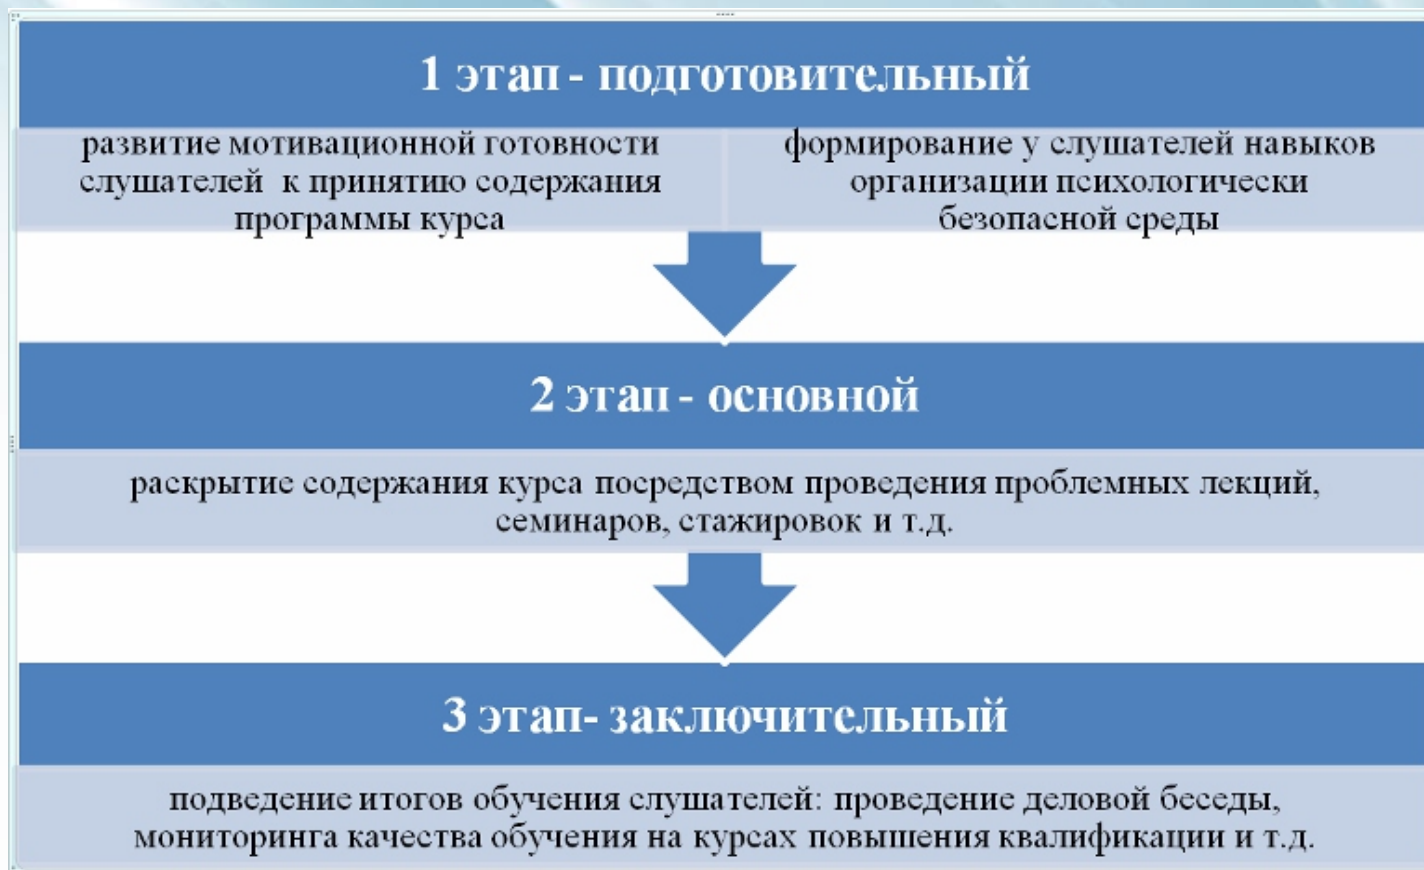 1 этап - подготовительный
развитие мотивационной готовности
слушателей к принятию содержания
программы курса
формирование у слушателей навыков
организации психологически
безопасной среды
2 этап - основной
раскрытие содержания курса посредством проведения проблемных лекций,
семинаров, стажировок и т.д.
3 этап- заключительный
подведение итогов обучения слушателей: проведение деловой беседы,
мониторинга качества обучения на курсах повышения квалификации и т.д.